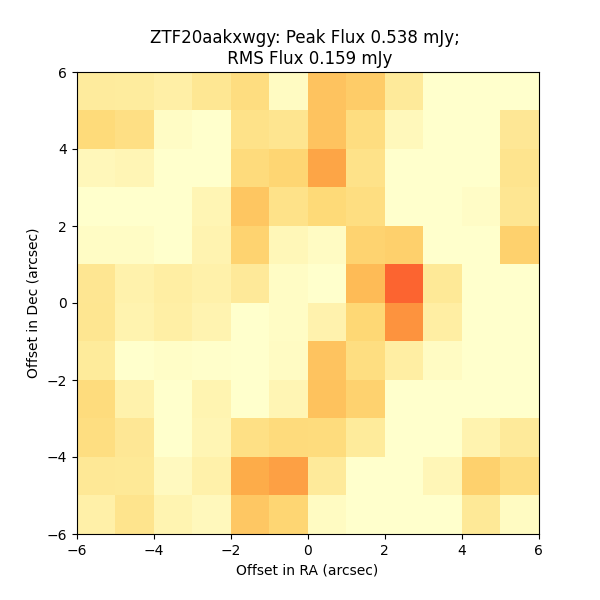 ZTF20aakxwgy: Peak Flux 0.538 mJy;
RMS Flux 0.159 mJy
6
4
2
0
−2
−4
−6
Offset in Dec (arcsec)
−6 −4 −2 0 2 4 6
Offset in RA (arcsec)